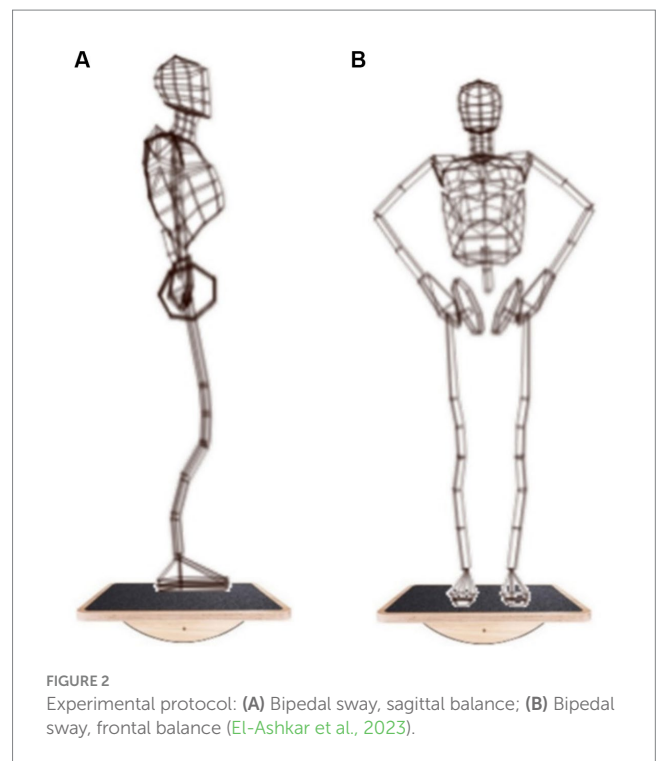 A
B
FIGURE 2
Experimental protocol: (A) Bipedal sway, sagittal balance; (B) Bipedal
sway, frontal balance (El-Ashkar et al., 2023).